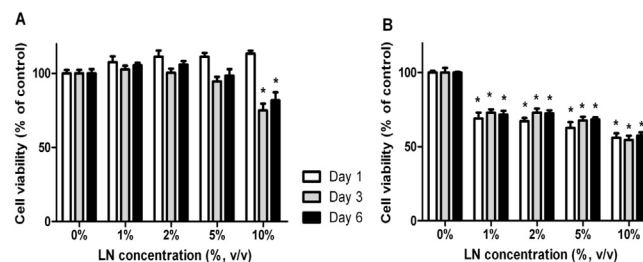 A
B
Cell viability (% of control)
100
50
0
* *
0% 1% 2% 5% 10%
LN concentration (%, v/v)
Day 1
Day 3
Day 6
Cell viability (% of control)
100
50
0
* * * * * * * * * * * *
0% 1% 2% 5% 10%
LN concentration (%, v/v)